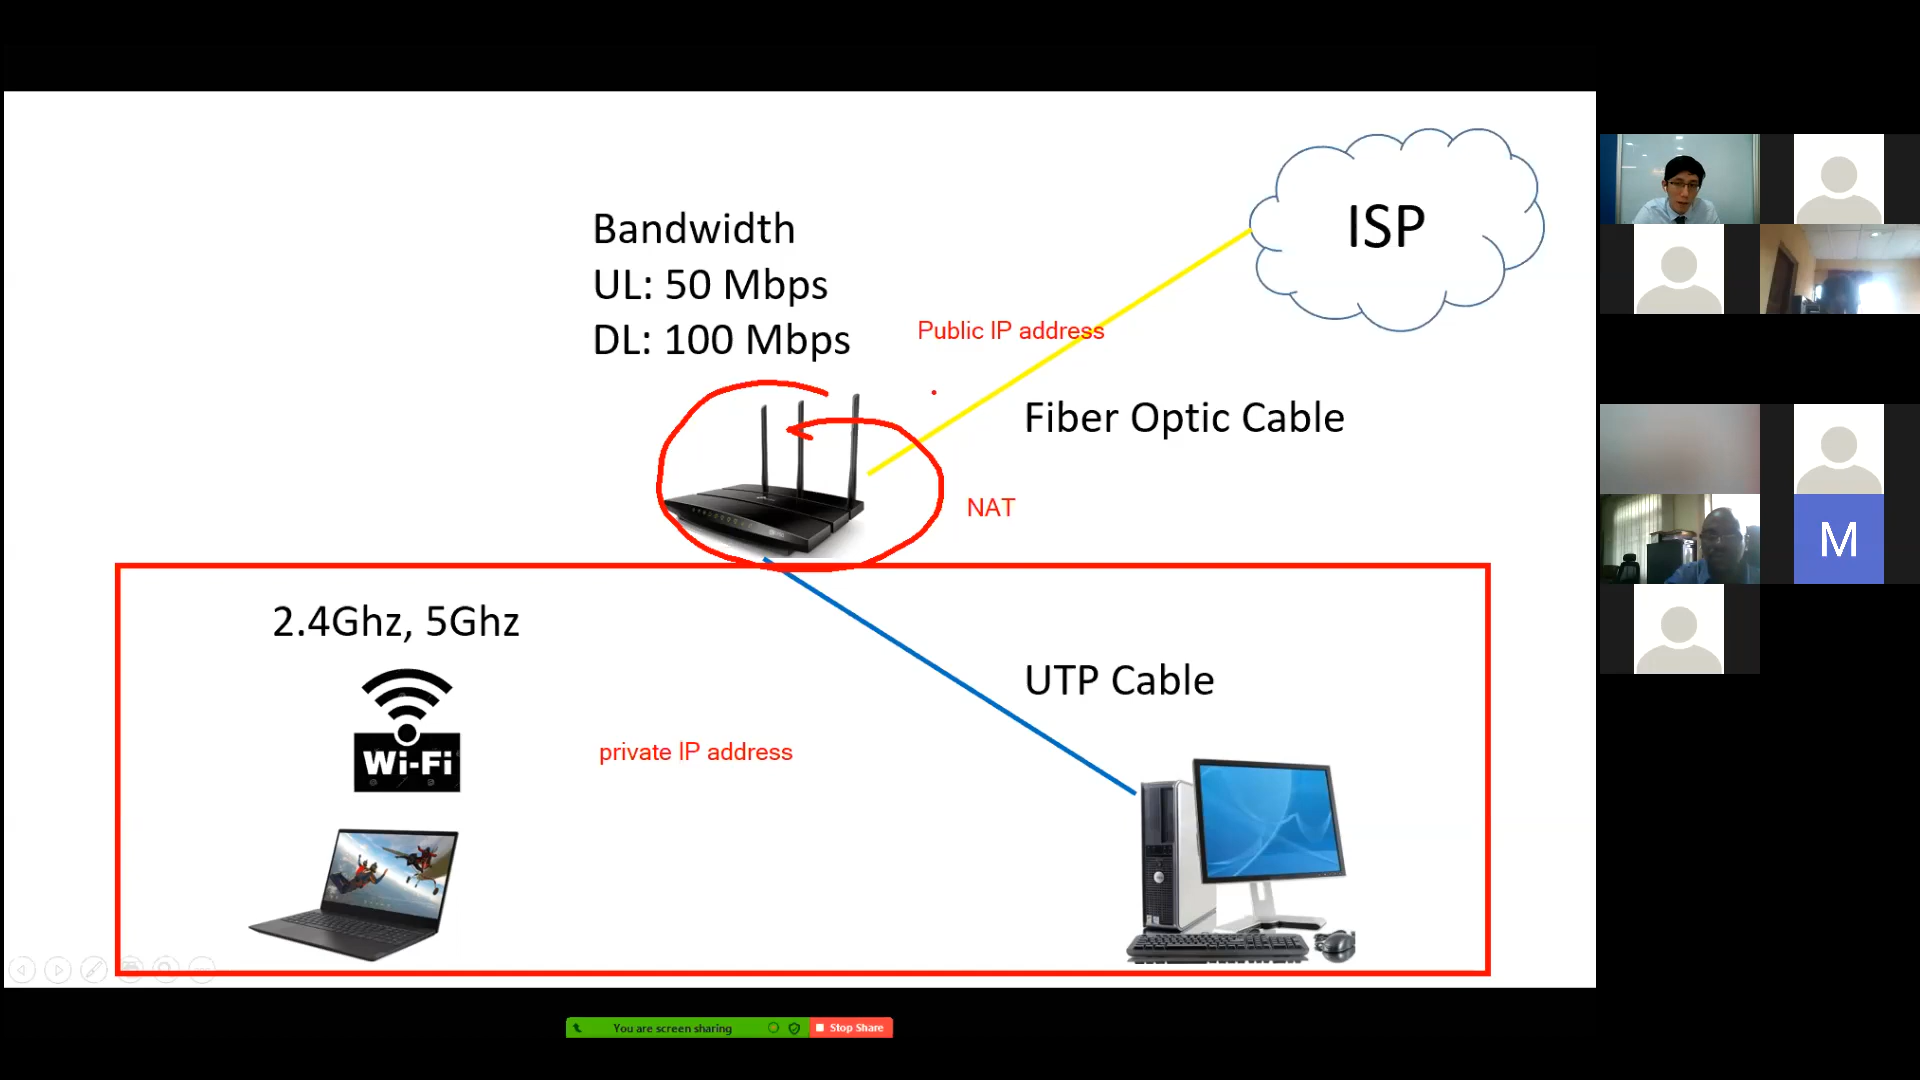 ISP
Bandwidth
UL: 50 Mbps
DL: 100 Mbps
Public IP address
Fiber Optic Cable
NAT
2.4Ghz, 5Ghz
UTP Cable
Wi-Fi
private IP address
M
You are screen sharing
Stop Share